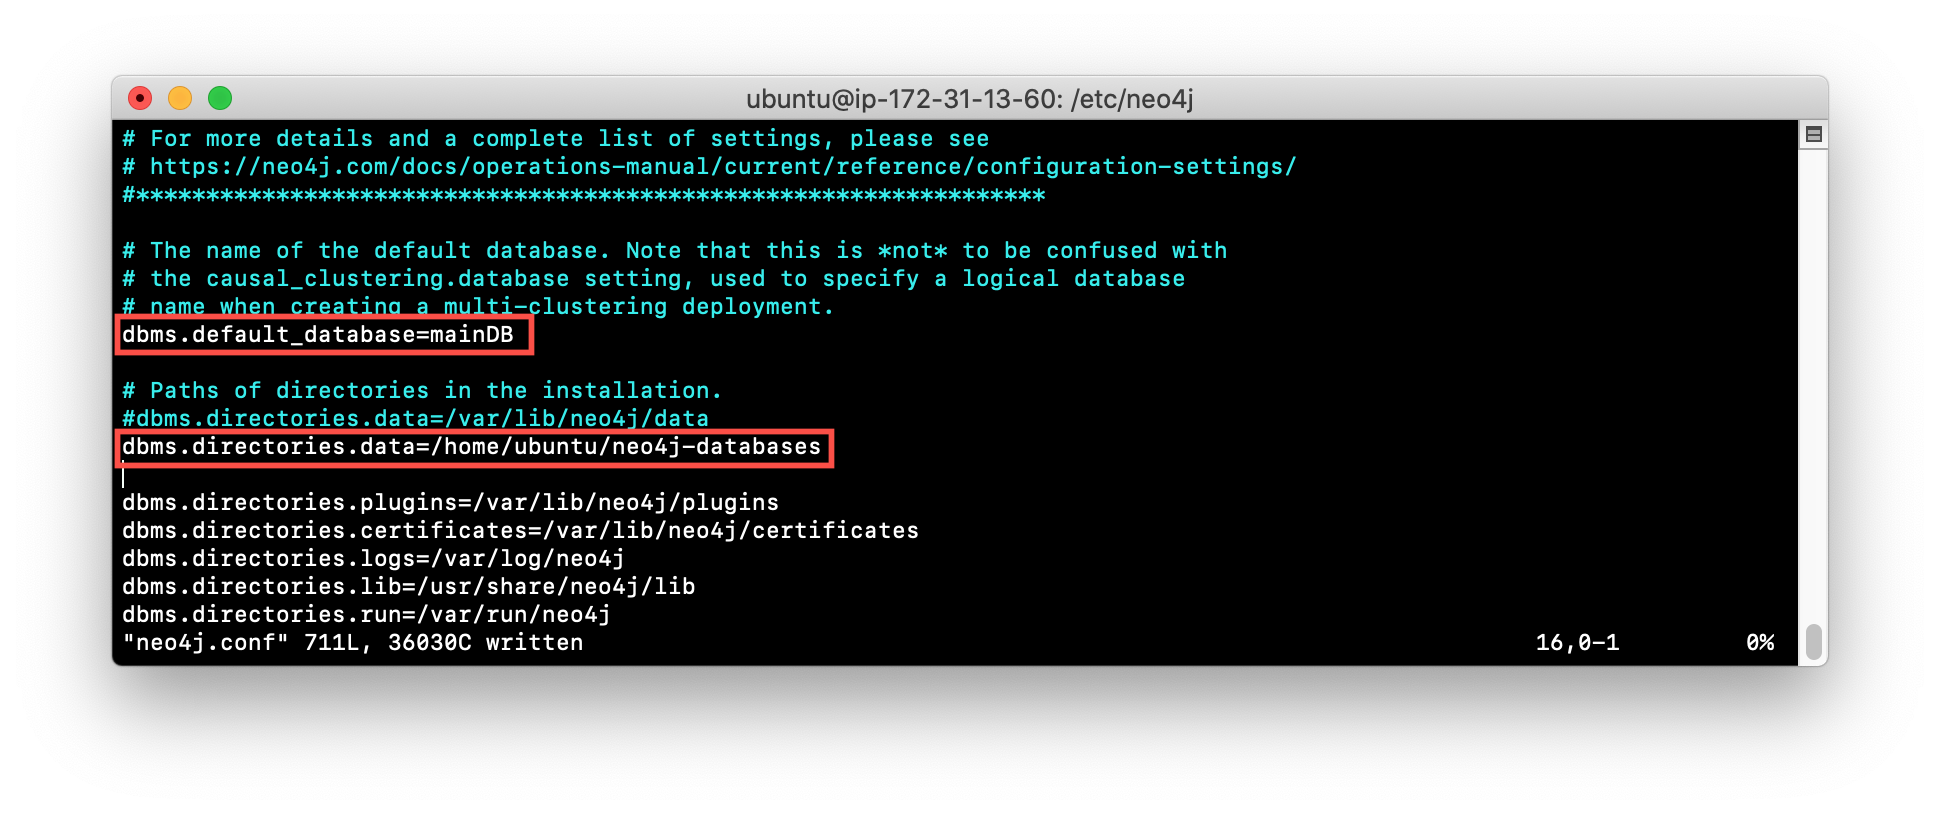 ubuntu@ip-172-31-13-60: /etc/neo4j
# For more details and a complete list of settings, please see
# https://neo4j.com/docs/operations-manual/current/reference/configuration-settings/
#*****************************************************************
# The name of the default database. Note that this is *not* to be confused with
# the causal_clustering.database setting, used to specify a logical database
# name when creating a multi-clustering deployment.
dbms.default_database=mainDB
# Paths of directories in the installation.
#dbms.directories.data=/var/lib/neo4j/data
dbms.directories.data=/home/ubuntu/neo4j-databases
dbms.directories.plugins=/var/lib/neo4j/plugins
dbms.directories.certificates=/var/lib/neo4j/certificates
dbms.directories.logs=/var/log/neo4j
dbms.directories.lib=/usr/share/neo4j/lib
dbms.directories.run=/var/run/neo4j
"neo4j.conf" 711L, 36030C written 16,0-1 0%